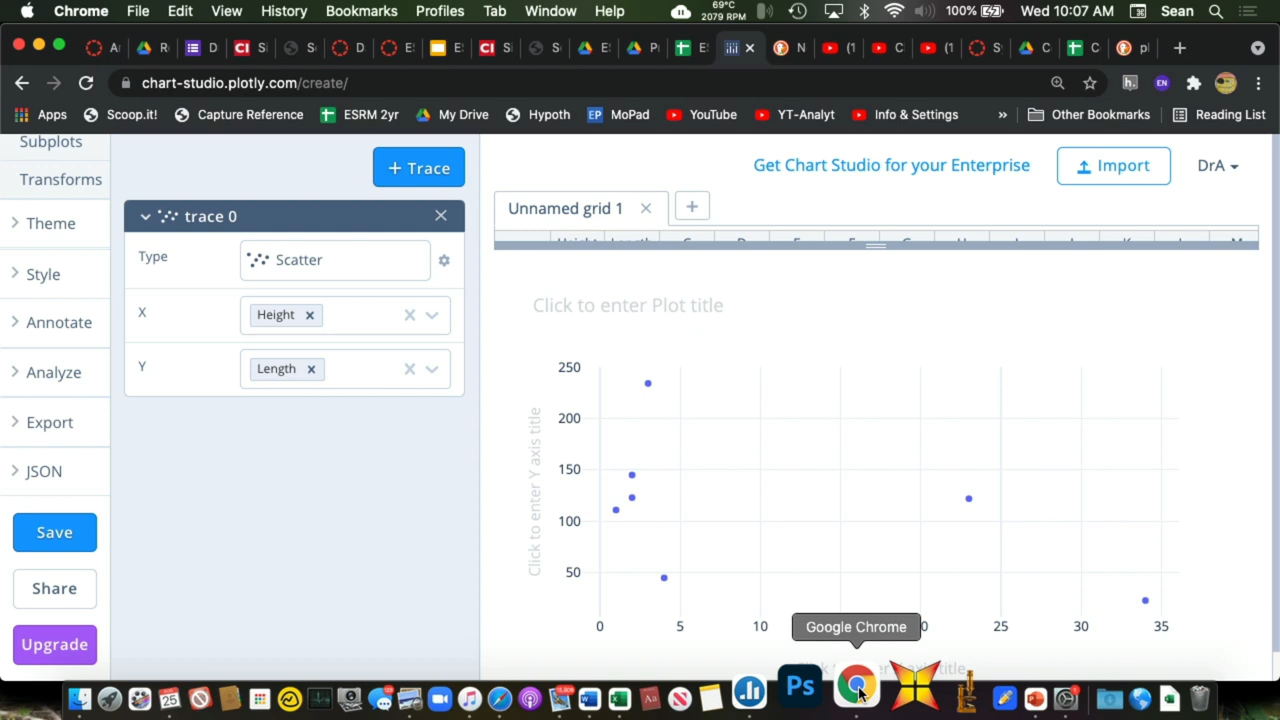 Chrome File Edit View History Bookmarks Profiles Tab Window Help 69°C 2079 RPM 100% Wed 10:07 AM Sean
chart-studio.plotly.com/create/
Apps Scoop.it! Capture Reference ESRM 2yr My Drive Hypoth MoPad YouTube YT-Analyt Info & Settings » Other Bookmarks Reading List
Subplots
Transforms
Theme
Style
Annotate
Analyze
Export
JSON
Save
Share
Upgrade
+ Trace
trace 0
Type Scatter
X Height
Y Length
Get Chart Studio for your Enterprise Import DrA
Unnamed grid 1
Click to enter Plot title
Click to enter Y axis title
250
200
150
100
50
0 5 10 25 30 35
Google Chrome
Ps